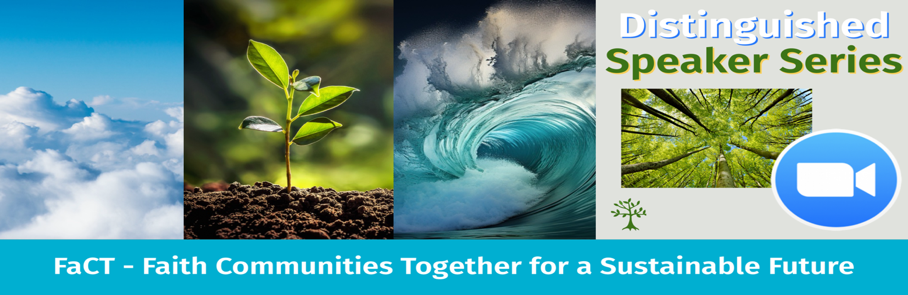 Distinguished
Speaker Series
FaCT - Faith Communities Together for a Sustainable Future